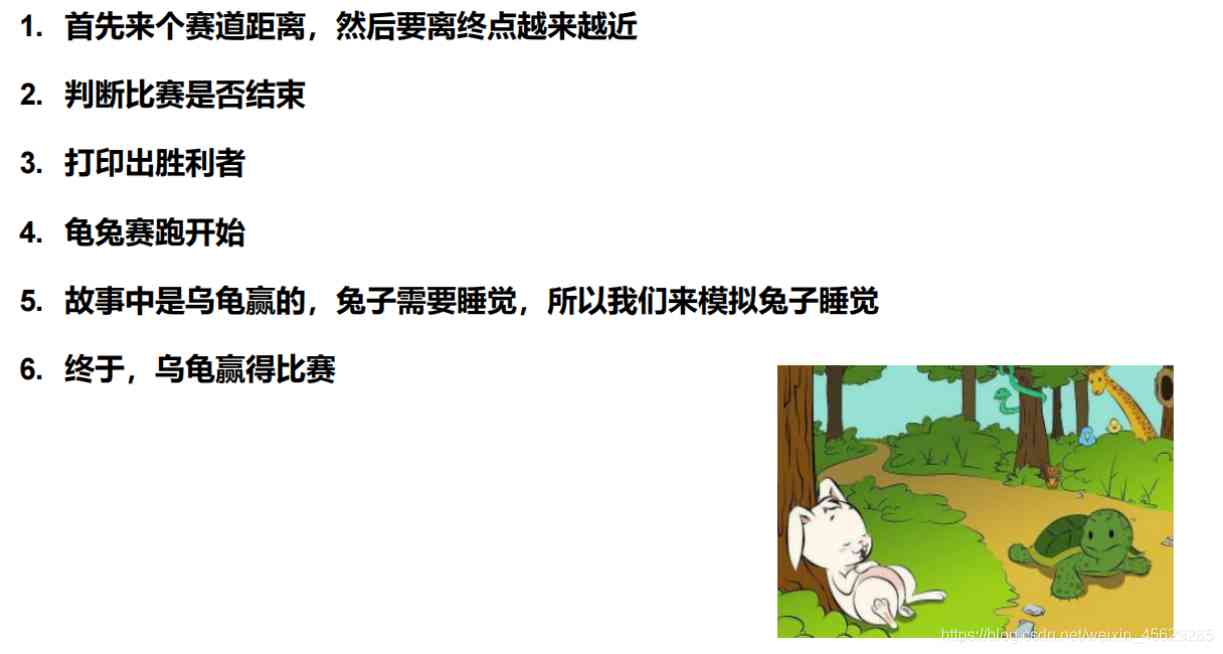 1. 首先来个赛道距离，然后要离终点越来越近
2. 判断比赛是否结束
3. 打印出胜利者
4. 龟兔赛跑开始
5. 故事中是乌龟赢的，兔子需要睡觉，所以我们来模拟兔子睡觉
6. 终于，乌龟赢得比赛
https://blog.csdn.net/weixin_45629285